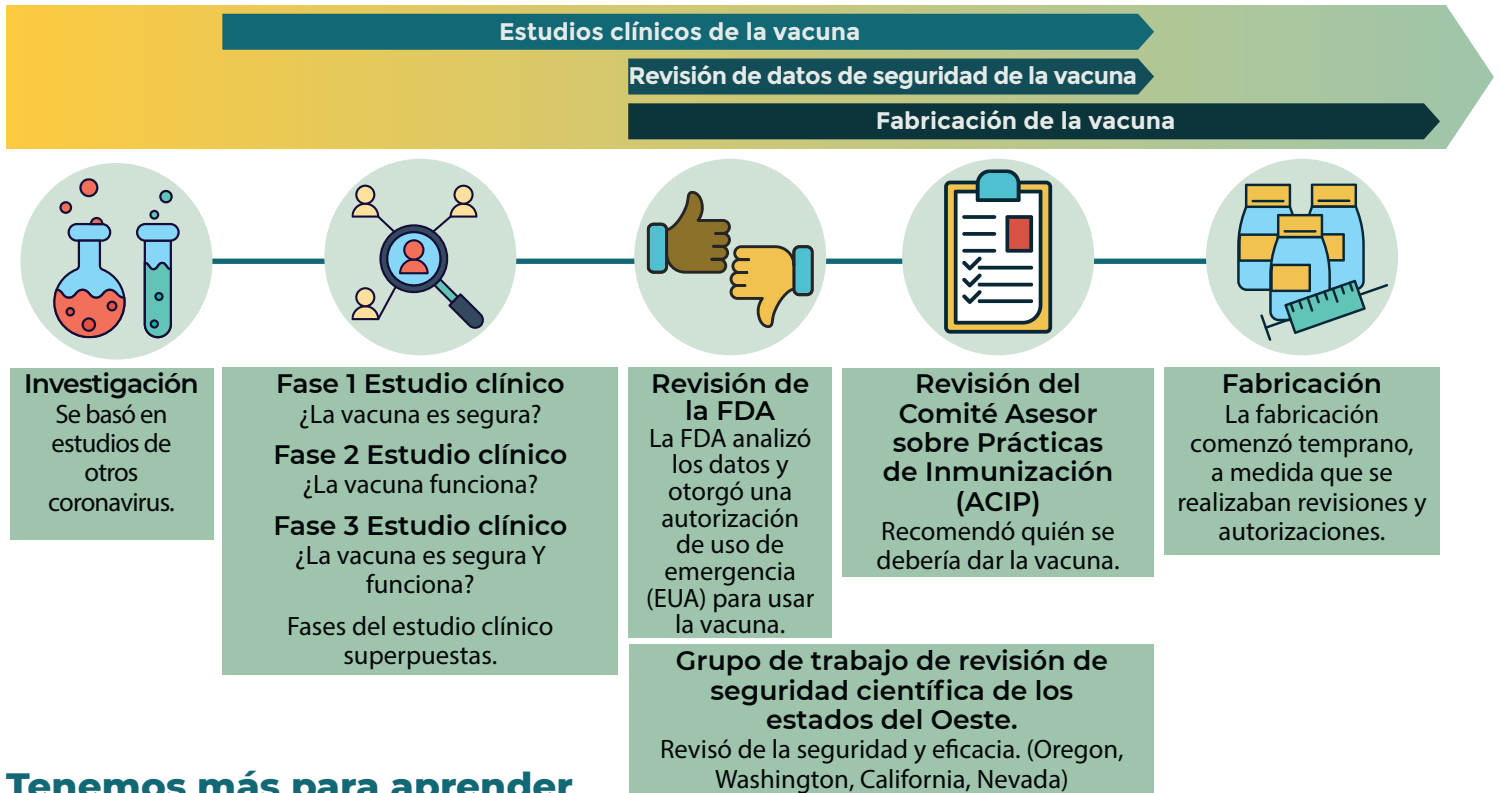 Estudios clínicos de la vacuna
Revisión de datos de seguridad de la vacuna
Fabricación de la vacuna
Investigación
Se basó en
estudios de
otros
coronavirus.
Fase 1 Estudio clínico
¿La vacuna es segura?
Fase 2 Estudio clínico
¿La vacuna funciona?
Fase 3 Estudio clínico
¿La vacuna es segura Y
funciona?
Fases del estudio clínico
superpuestas.
Revisión de
la FDA
La FDA analizó
los datos y
otorgó una
autorización
de uso de
emergencia
(EUA) para usar
la vacuna.
Revisión del
Comité Asesor
sobre Prácticas
de Inmunización
(ACIP)
Recomendó quién se
debería dar la vacuna.
Fabricación
La fabricación
comenzó temprano,
a medida que se
realizaban revisiones y
autorizaciones.
Grupo de trabajo de revisión de
seguridad científica de los
estados del Oeste.
Revisó de la seguridad y eficacia. (Oregon,
Washington, California, Nevada)
Tenemos más para aprender